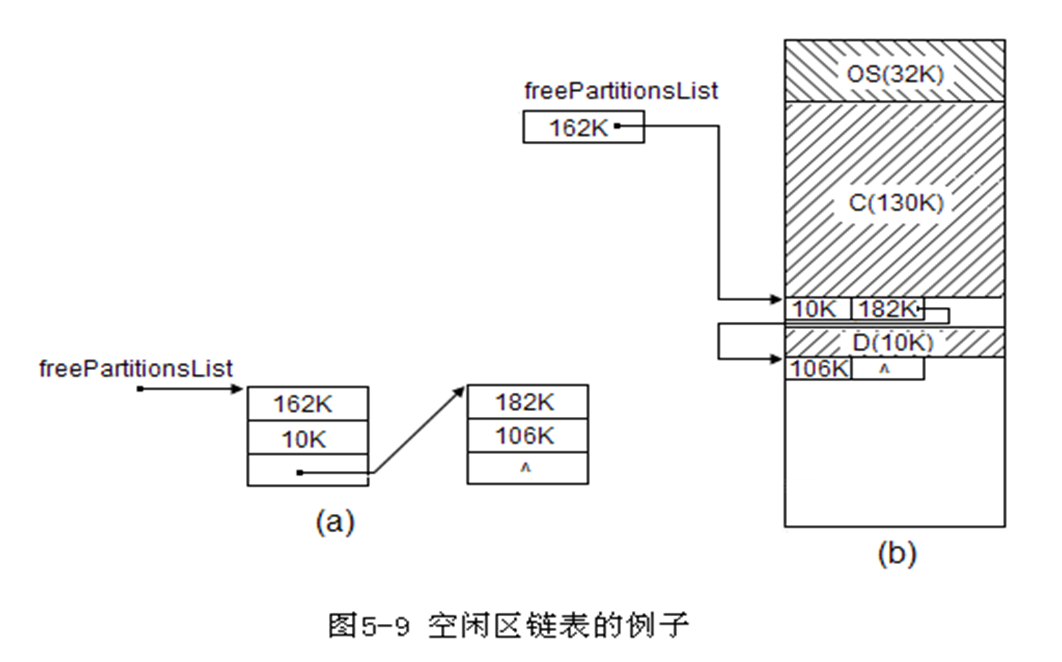 freePartitionsList
162K
10K
182K
106K
^
(a)
freePartitionsList
162K
OS(32K)
C(130K)
10K 182K
D(10K)
106K ^
(b)
图5-9 空闲区链表的例子